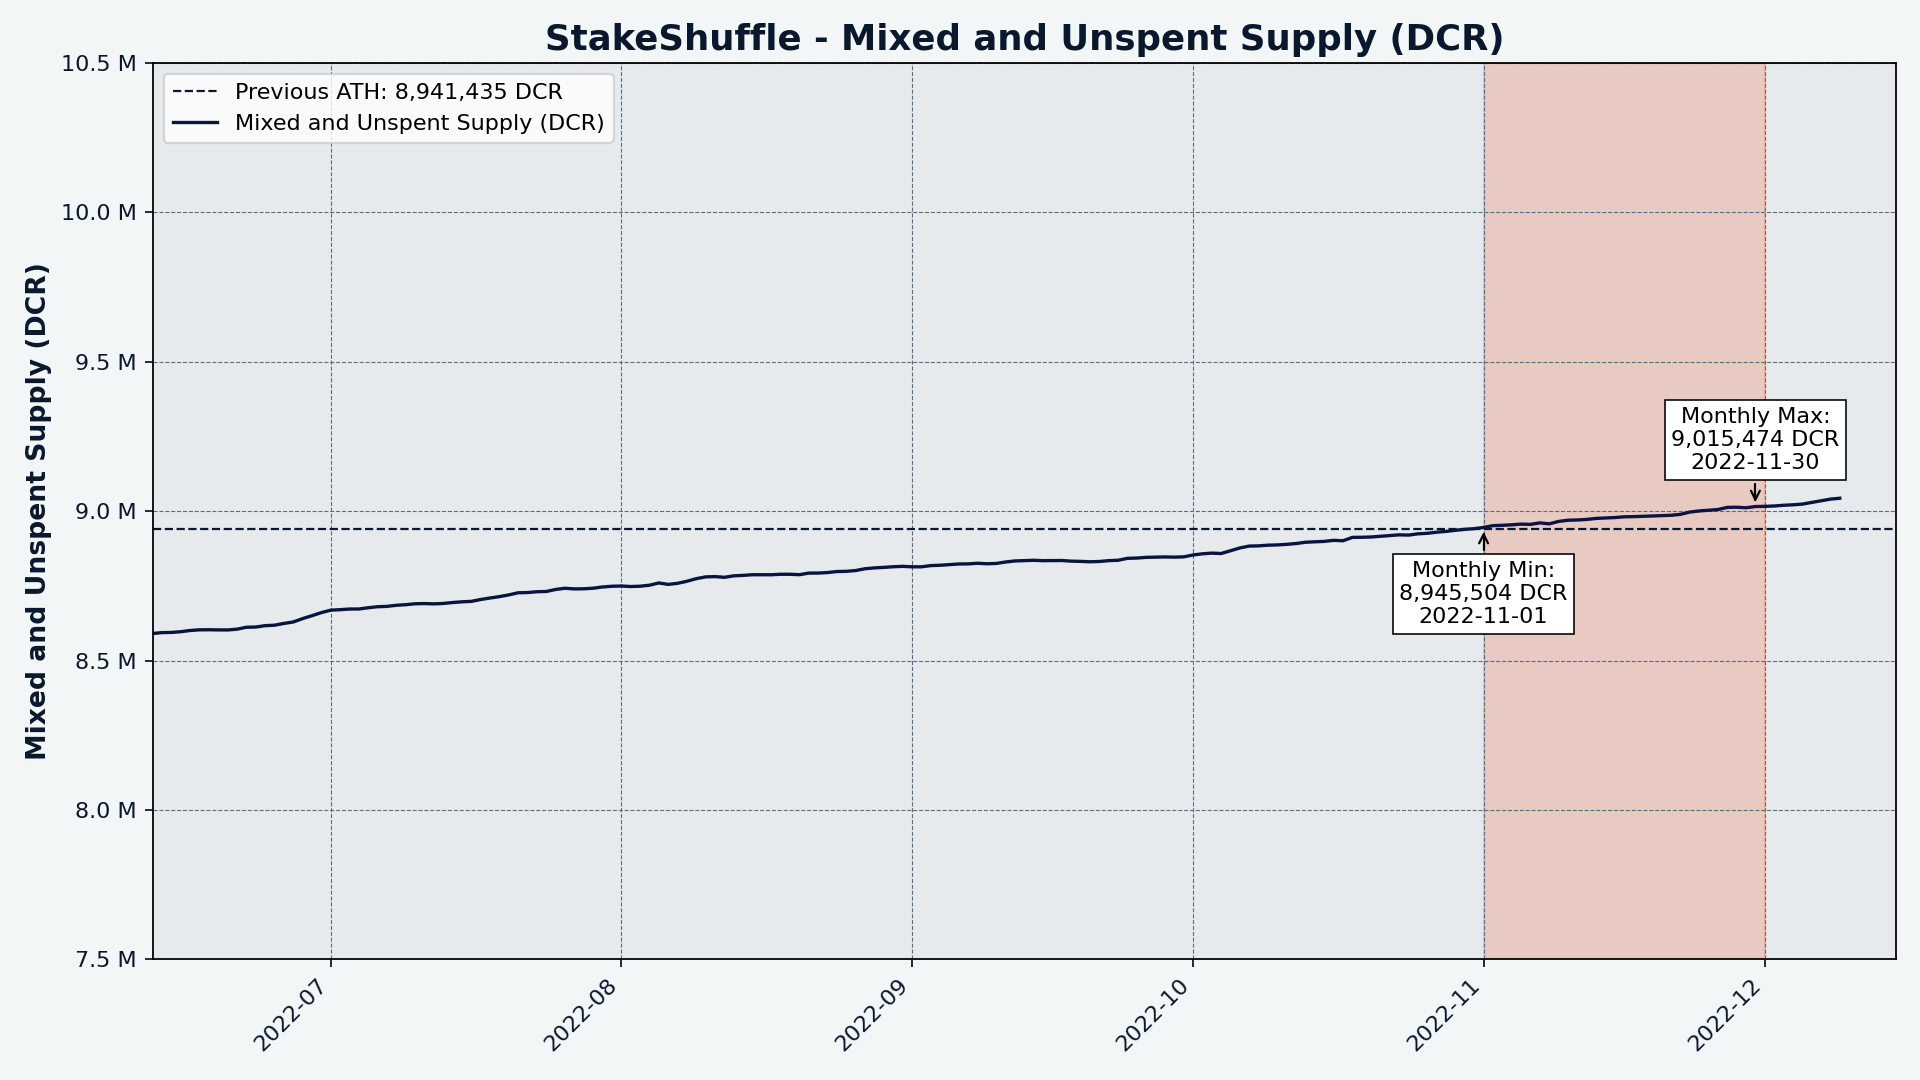 StakeShuffle - Mixed and Unspent Supply (DCR)
Mixed and Unspent Supply (DCR)
10.5 M
10.0 M
9.5 M
9.0 M
8.5 M
8.0 M
7.5 M
Previous ATH: 8,941,435 DCR
Mixed and Unspent Supply (DCR)
Monthly Max:
9,015,474 DCR
2022-11-30
Monthly Min:
8,945,504 DCR
2022-11-01
2022-07
2022-08
2022-09
2022-10
2022-11
2022-12